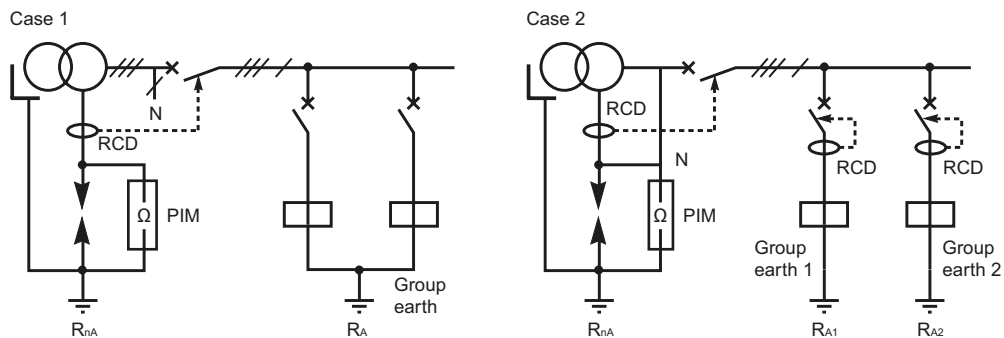 Case 1
N
RCD
Ω
PIM
Group
earth
RnA
RA
Case 2
RCD
N
RCD
RCD
Ω
PIM
Group
earth 1
Group
earth 2
RnA
RA1
RA2